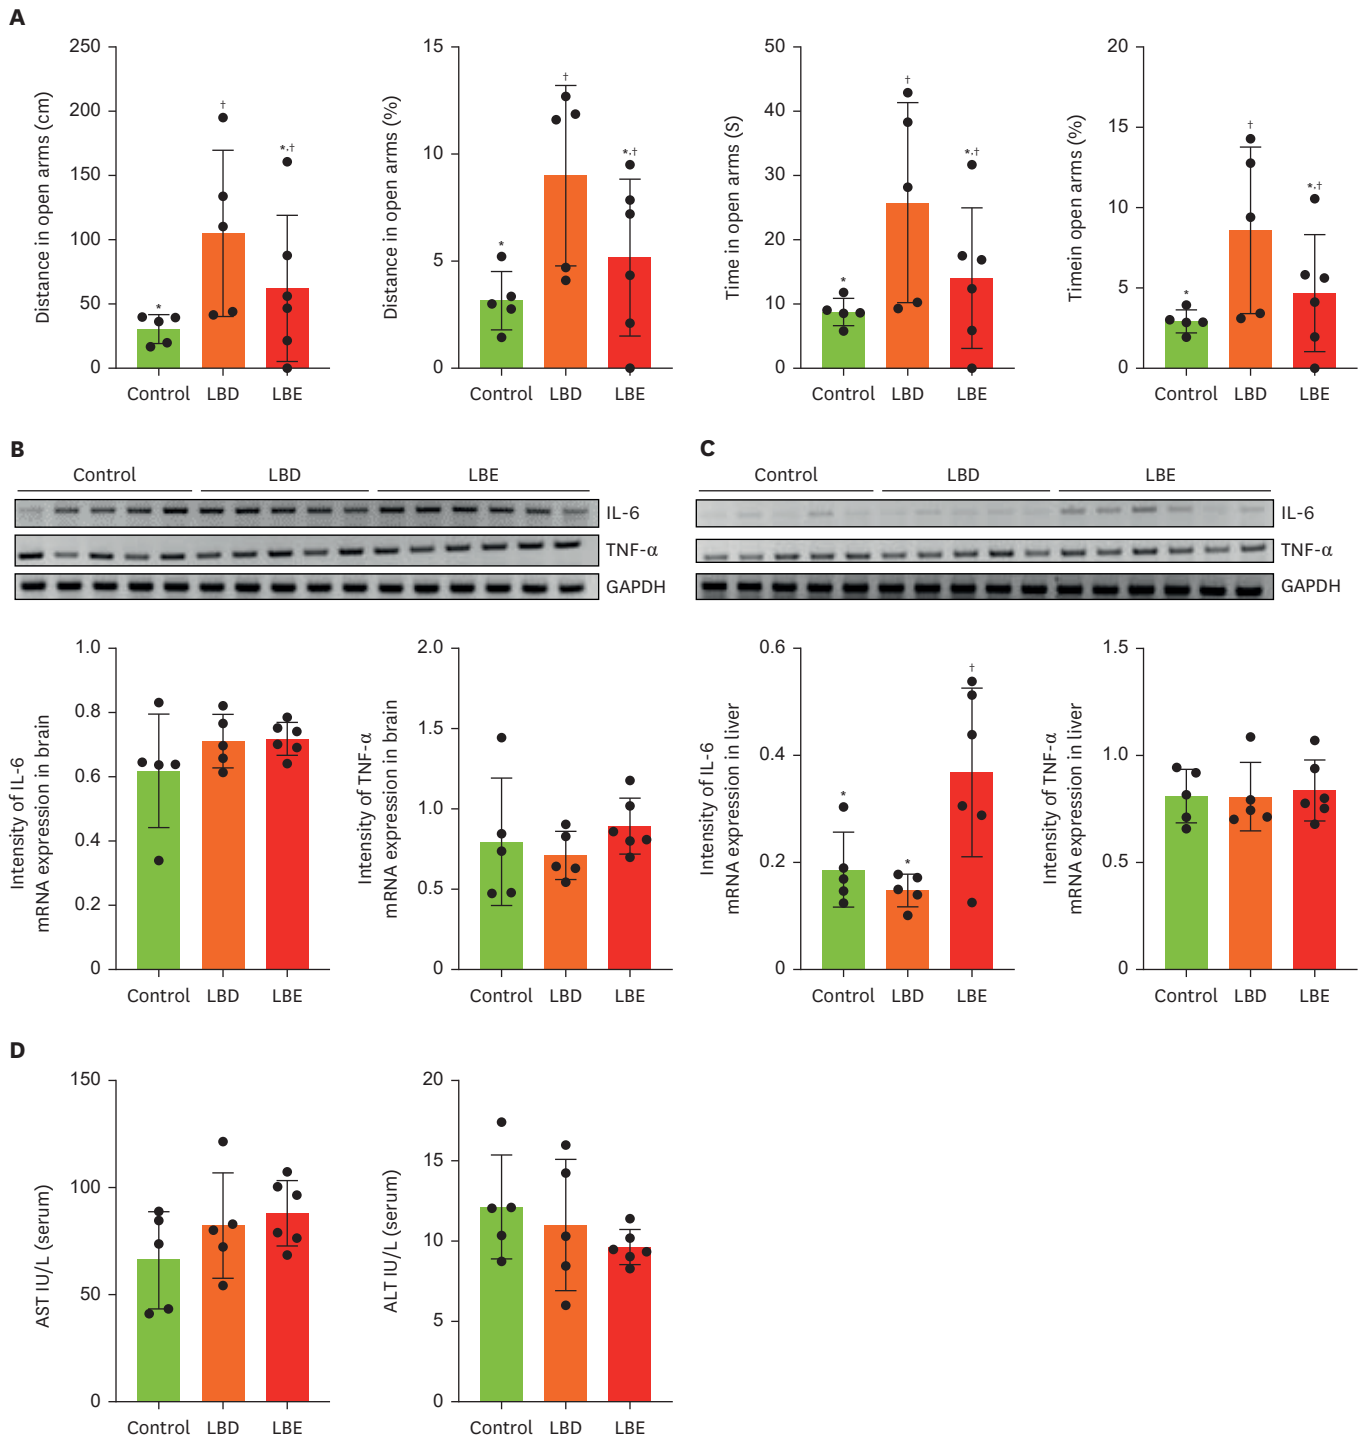 A
Distance in open arms (cm)
250
200
150
100
50
0
*
†
*,†
Control LBD LBE
Distance in open arms (%)
15
10
5
0
*
†
*,†
Control LBD LBE
Time in open arms (S)
50
40
30
20
10
0
*
†
*,†
Control LBD LBE
Timein open arms (%)
20
15
10
5
0
*
†
*,†
Control LBD LBE
B
Control LBD LBE
IL-6
TNF-α
GAPDH
Intensity of IL-6
mRNA expression in brain
1.0
0.8
0.6
0.4
0.2
0
Control LBD LBE
Intensity of TNF-α
mRNA expression in brain
2.0
1.5
1.0
0.5
0
Control LBD LBE
C
Control LBD LBE
IL-6
TNF-α
GAPDH
Intensity of IL-6
mRNA expression in liver
0.6
0.4
0.2
0
*
*
†
Control LBD LBE
Intensity of TNF-α
mRNA expression in liver
1.5
1.0
0.5
0
Control LBD LBE
D
AST IU/L (serum)
150
100
50
0
Control LBD LBE
ALT IU/L (serum)
20
15
10
5
0
Control LBD LBE